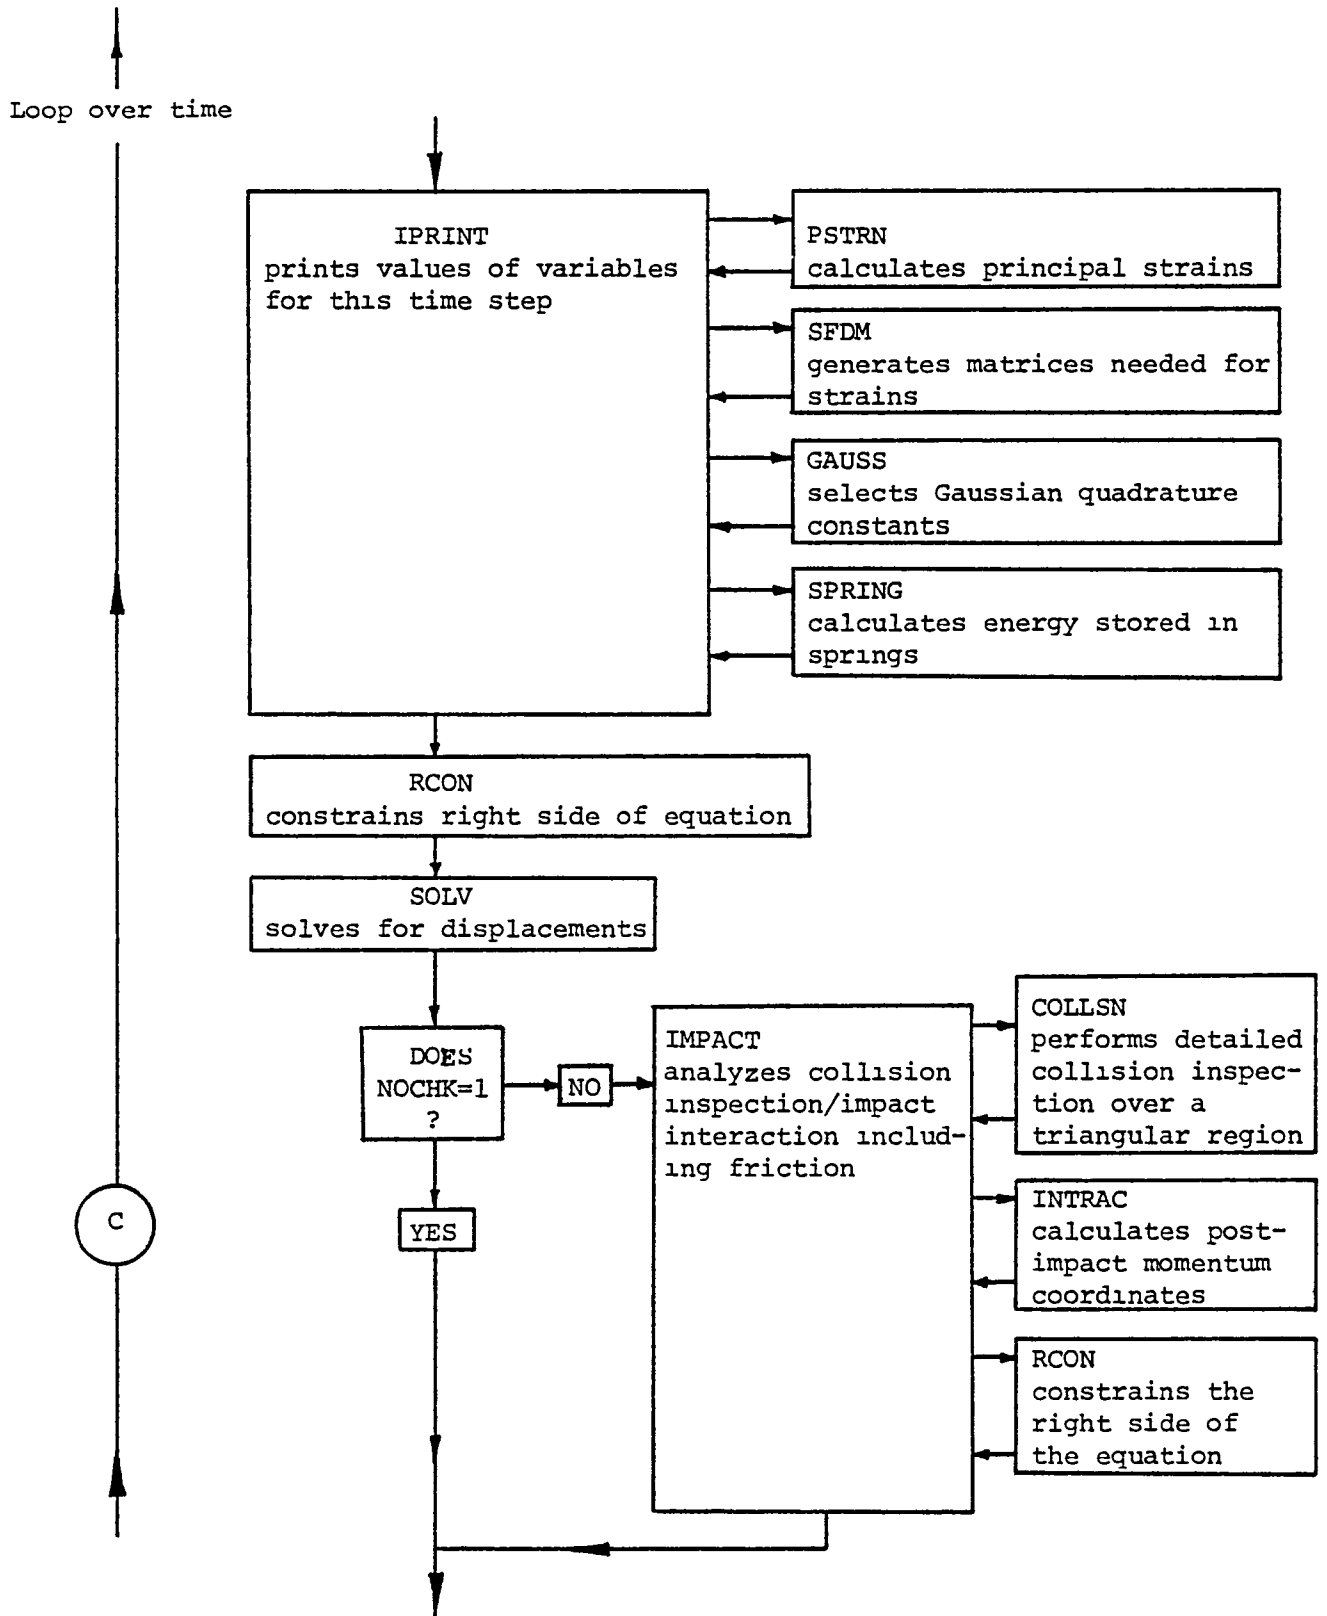 Loop over time
IPRINT
prints values of variables
for this time step
PSTRN
calculates principal strains
SFDM
generates matrices needed for
strains
GAUSS
selects Gaussian quadrature
constants
SPRING
calculates energy stored in
springs
RCON
constrains right side of equation
SOLV
solves for displacements
DOES
NOCHK=1
?
NO
YES
IMPACT
analyzes collision
inspection/impact
interaction includ-
ing friction
COLLSN
performs detailed
collision inspec-
tion over a
triangular region
INTRAC
calculates post-
impact momentum
coordinates
RCON
constrains the
right side of
the equation
C